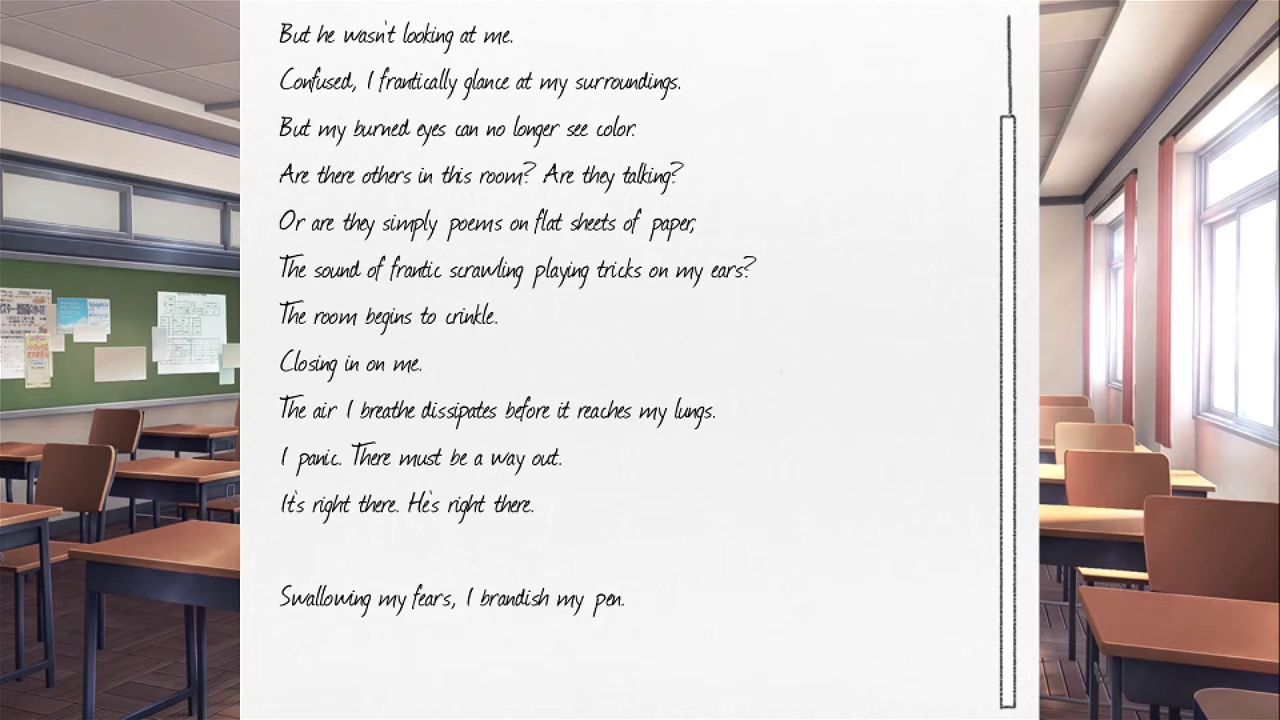 But he wasn't looking at me.
Confused, I frantically glance at my surroundings.
But my burned eyes can no longer see color.
Are there others in this room? Are they talking?
Or are they simply poems on flat sheets of paper,
The sound of frantic scrawling playing tricks on my ears?
The room begins to crinkle.
Closing in on me.
The air I breathe dissipates before it reaches my lungs.
I panic. There must be a way out.
It's right there. He's right there.
Swallowing my fears, I brandish my pen.